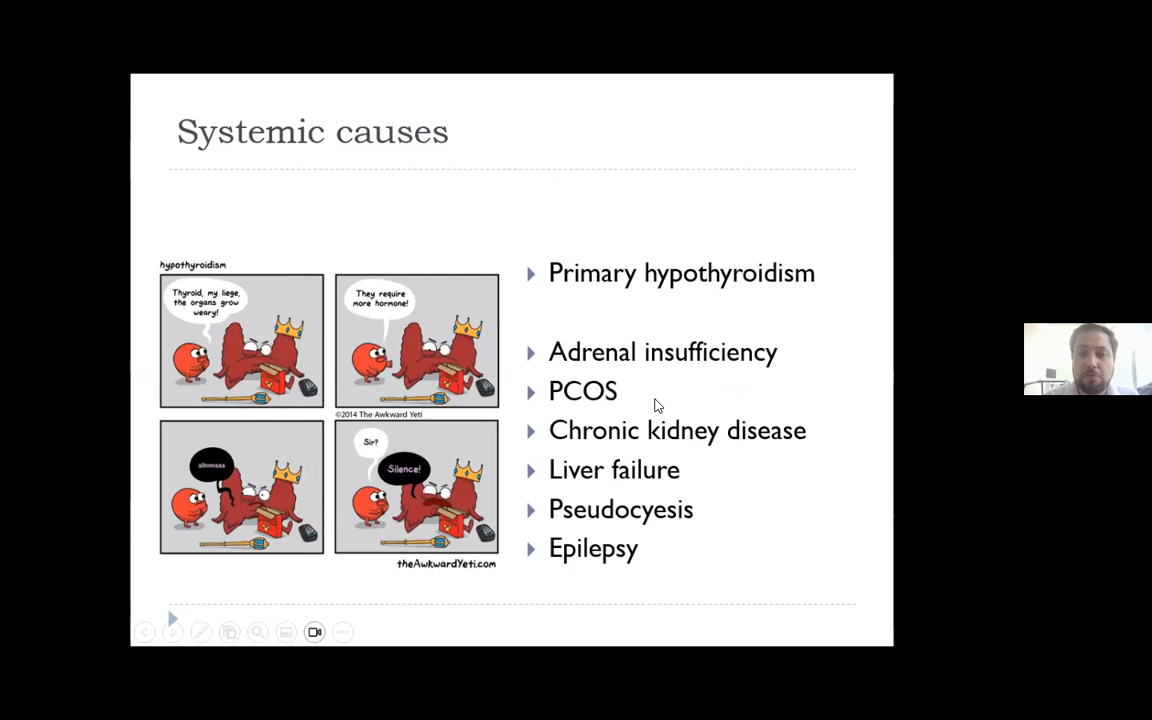 Systemic causes
hypothyroidism
Thyroid, my liege,
the organs grow
weary!
They require
more hormone!
©2014 The Awkward Yeti
Sir?
Silence!
theAwkwardYeti.com
Primary hypothyroidism
Adrenal insufficiency
PCOS
Chronic kidney disease
Liver failure
Pseudocyesis
Epilepsy